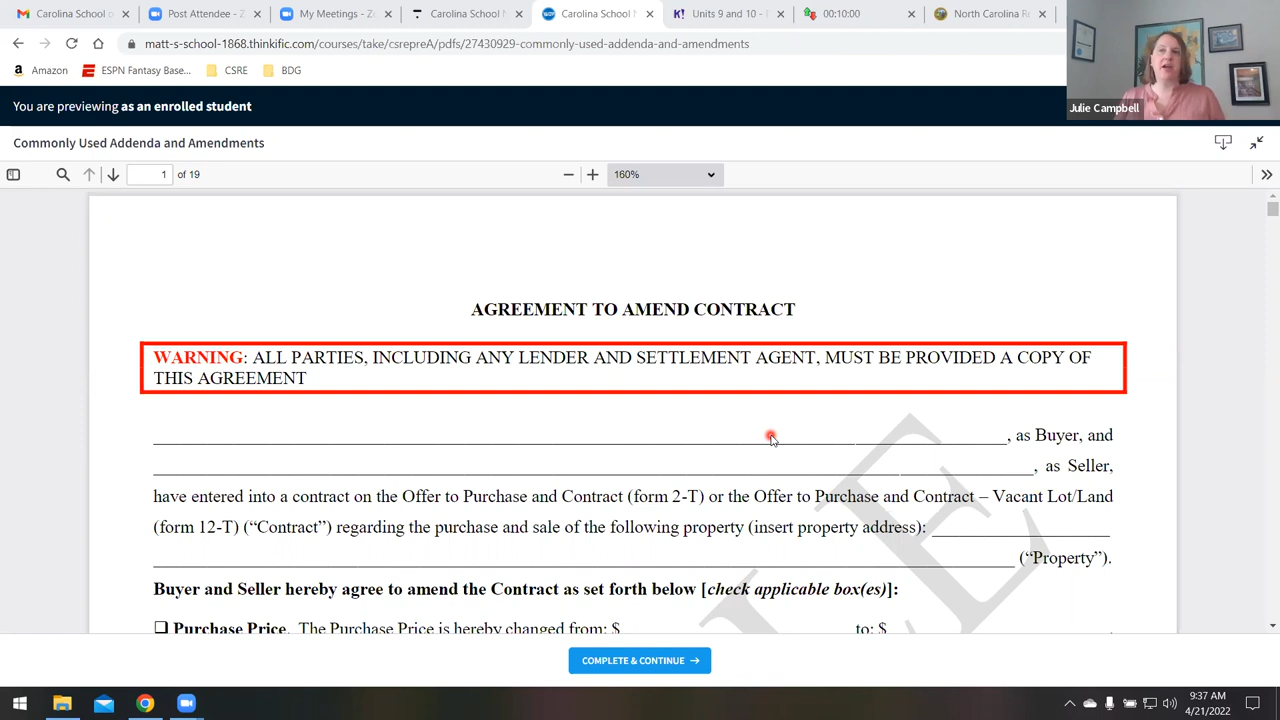 Carolina School o
Post Attendee - Z
My Meetings - Z
Carolina School N
Carolina School N
Units 9 and 10 -
00:10:00
North Carolina Re
matt-s-school-1868.thinkific.com/courses/take/csrepreA/pdfs/27430929-commonly-used-addenda-and-amendments
Amazon
ESPN Fantasy Base...
CSRE
BDG
Julie Campbell
You are previewing as an enrolled student
Commonly Used Addenda and Amendments
1 of 19
160%
AGREEMENT TO AMEND CONTRACT
WARNING: ALL PARTIES, INCLUDING ANY LENDER AND SETTLEMENT AGENT, MUST BE PROVIDED A COPY OF
THIS AGREEMENT
, as Buyer, and
, as Seller,
have entered into a contract on the Offer to Purchase and Contract (form 2-T) or the Offer to Purchase and Contract – Vacant Lot/Land
(form 12-T) (“Contract”) regarding the purchase and sale of the following property (insert property address):
(“Property”).
Buyer and Seller hereby agree to amend the Contract as set forth below [check applicable box(es)]:
Purchase Price. The Purchase Price is hereby changed from: $ to: $ .
COMPLETE & CONTINUE →
9:37 AM
4/21/2022